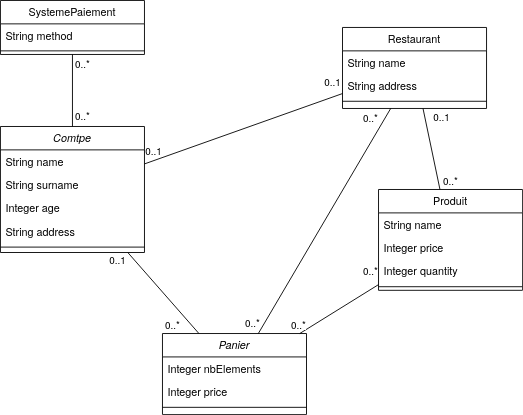 SystemePaiement
String method
0..*
0..*
Comtpe
String name
String surname
Integer age
String address
0..1
0..1
Restaurant
String name
String address
0..1
0..*
0..1
0..*
Produit
String name
Integer price
Integer quantity
0..*
0..*
0..*
0..*
Panier
Integer nbElements
Integer price